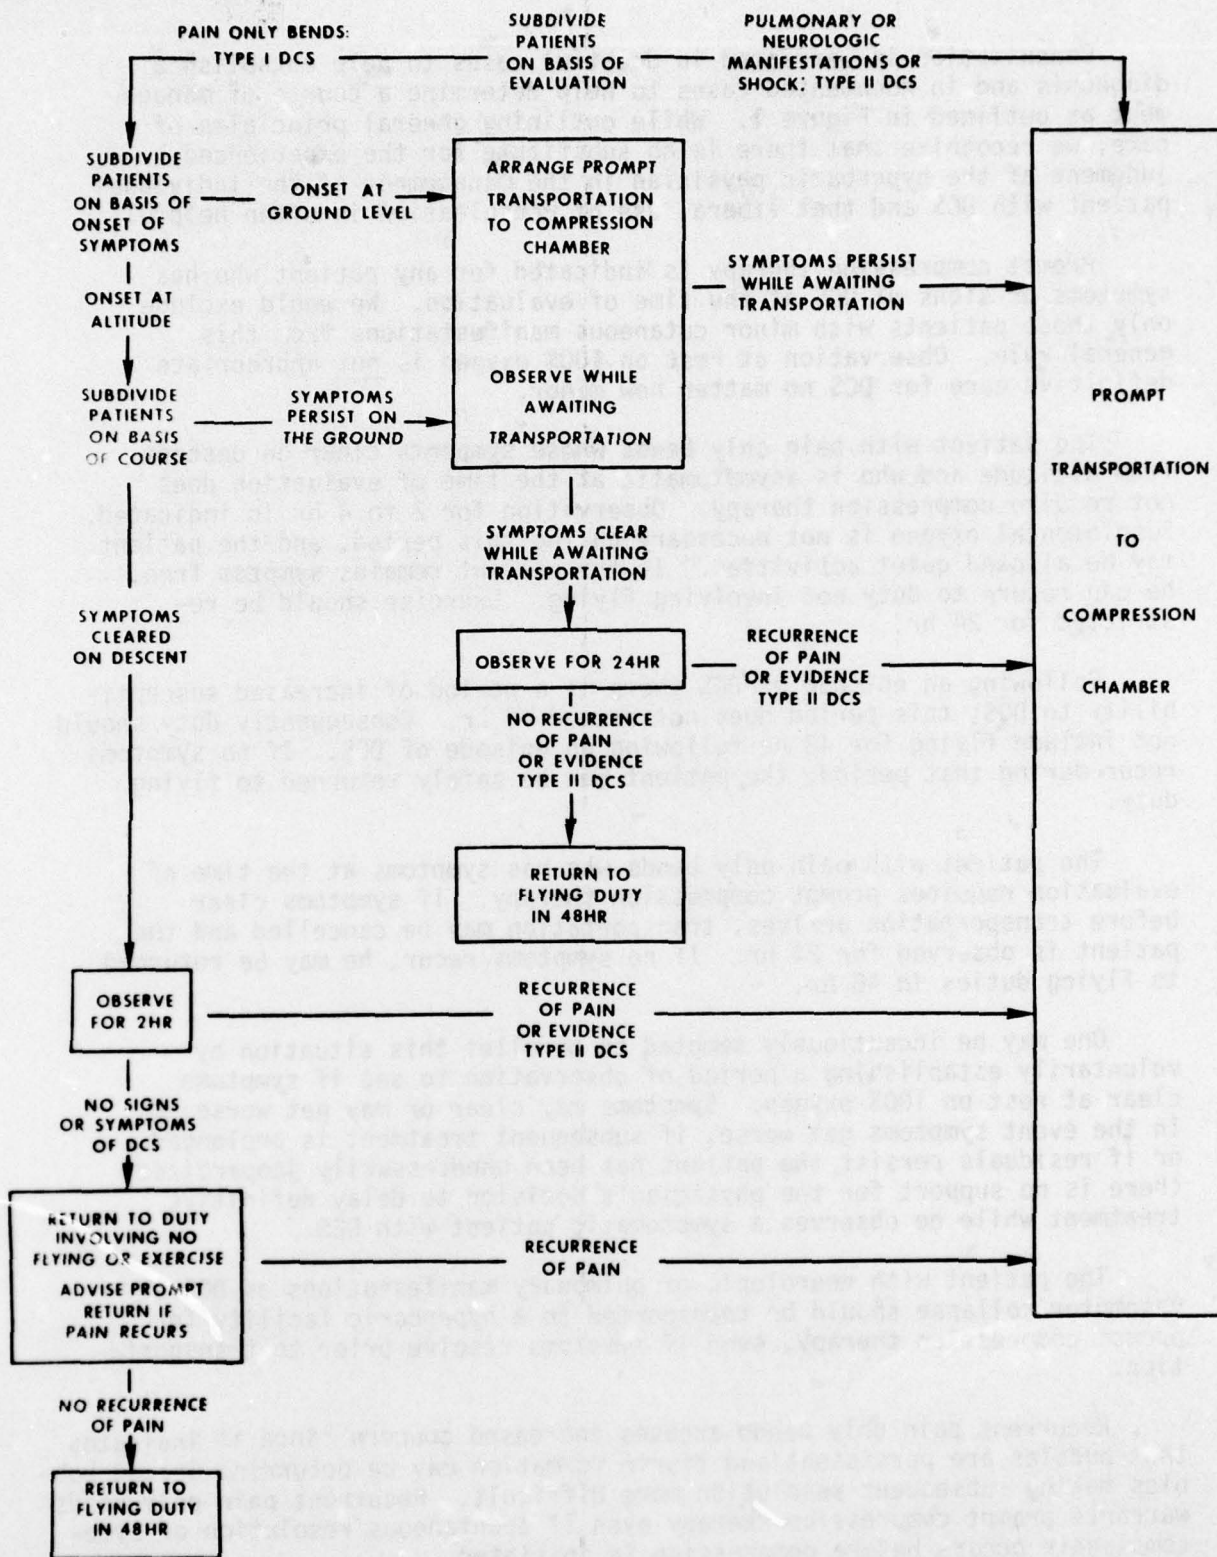 PAIN ONLY BENDS:
TYPE I DCS
SUBDIVIDE
PATIENTS
ON BASIS OF
EVALUATION
PULMONARY OR
NEUROLOGIC
MANIFESTATIONS OR
SHOCK; TYPE II DCS
SUBDIVIDE
PATIENTS
ON BASIS OF
ONSET OF
SYMPTOMS
ONSET AT
GROUND LEVEL
ARRANGE PROMPT
TRANSPORTATION
TO COMPRESSION
CHAMBER
OBSERVE WHILE
AWAITING
TRANSPORTATION
SYMPTOMS PERSIST
WHILE AWAITING
TRANSPORTATION
PROMPT
TRANSPORTATION
TO
COMPRESSION
CHAMBER
ONSET AT
ALTITUDE
SUBDIVIDE
PATIENTS
ON BASIS
OF COURSE
SYMPTOMS
PERSIST ON
THE GROUND
SYMPTOMS CLEAR
WHILE AWAITING
TRANSPORTATION
SYMPTOMS
CLEARED
ON DESCENT
OBSERVE FOR 24HR
RECURRENCE
OF PAIN
OR EVIDENCE
TYPE II DCS
NO RECURRENCE
OF PAIN
OR EVIDENCE
TYPE II DCS
RETURN TO
FLYING DUTY
IN 48HR
OBSERVE
FOR 2HR
RECURRENCE
OF PAIN
OR EVIDENCE
TYPE II DCS
NO SIGNS
OR SYMPTOMS
OF DCS
RETURN TO DUTY
INVOLVING NO
FLYING OR EXERCISE
ADVISE PROMPT
RETURN IF
PAIN RECURS
RECURRENCE
OF PAIN
NO RECURRENCE
OF PAIN
RETURN TO
FLYING DUTY
IN 48HR